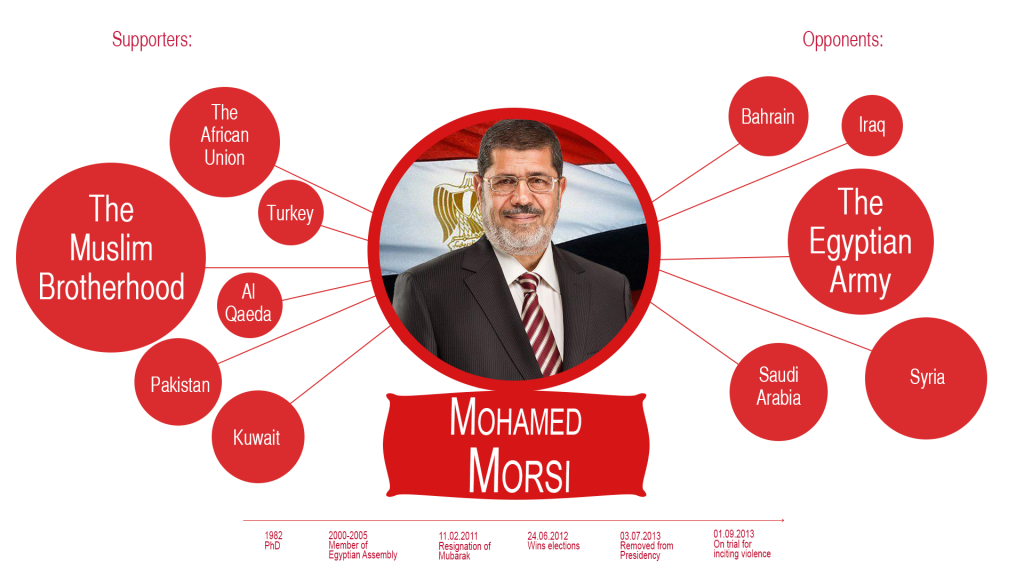 Supporters:
Opponents:
The
African
Union
Turkey
The
Muslim
Brotherhood
Al
Qaeda
Pakistan
Kuwait
Bahrain
Iraq
The
Egyptian
Army
Syria
Saudi
Arabia
MOHAMED
MORSI
1982
PhD
2000-2005
Member of
Egyptian Assembly
11.02.2011
Resignation of
Mubarak
24.06.2012
Wins elections
03.07.2013
Removed from
Presidency
01.09.2013
On trial for
inciting violence